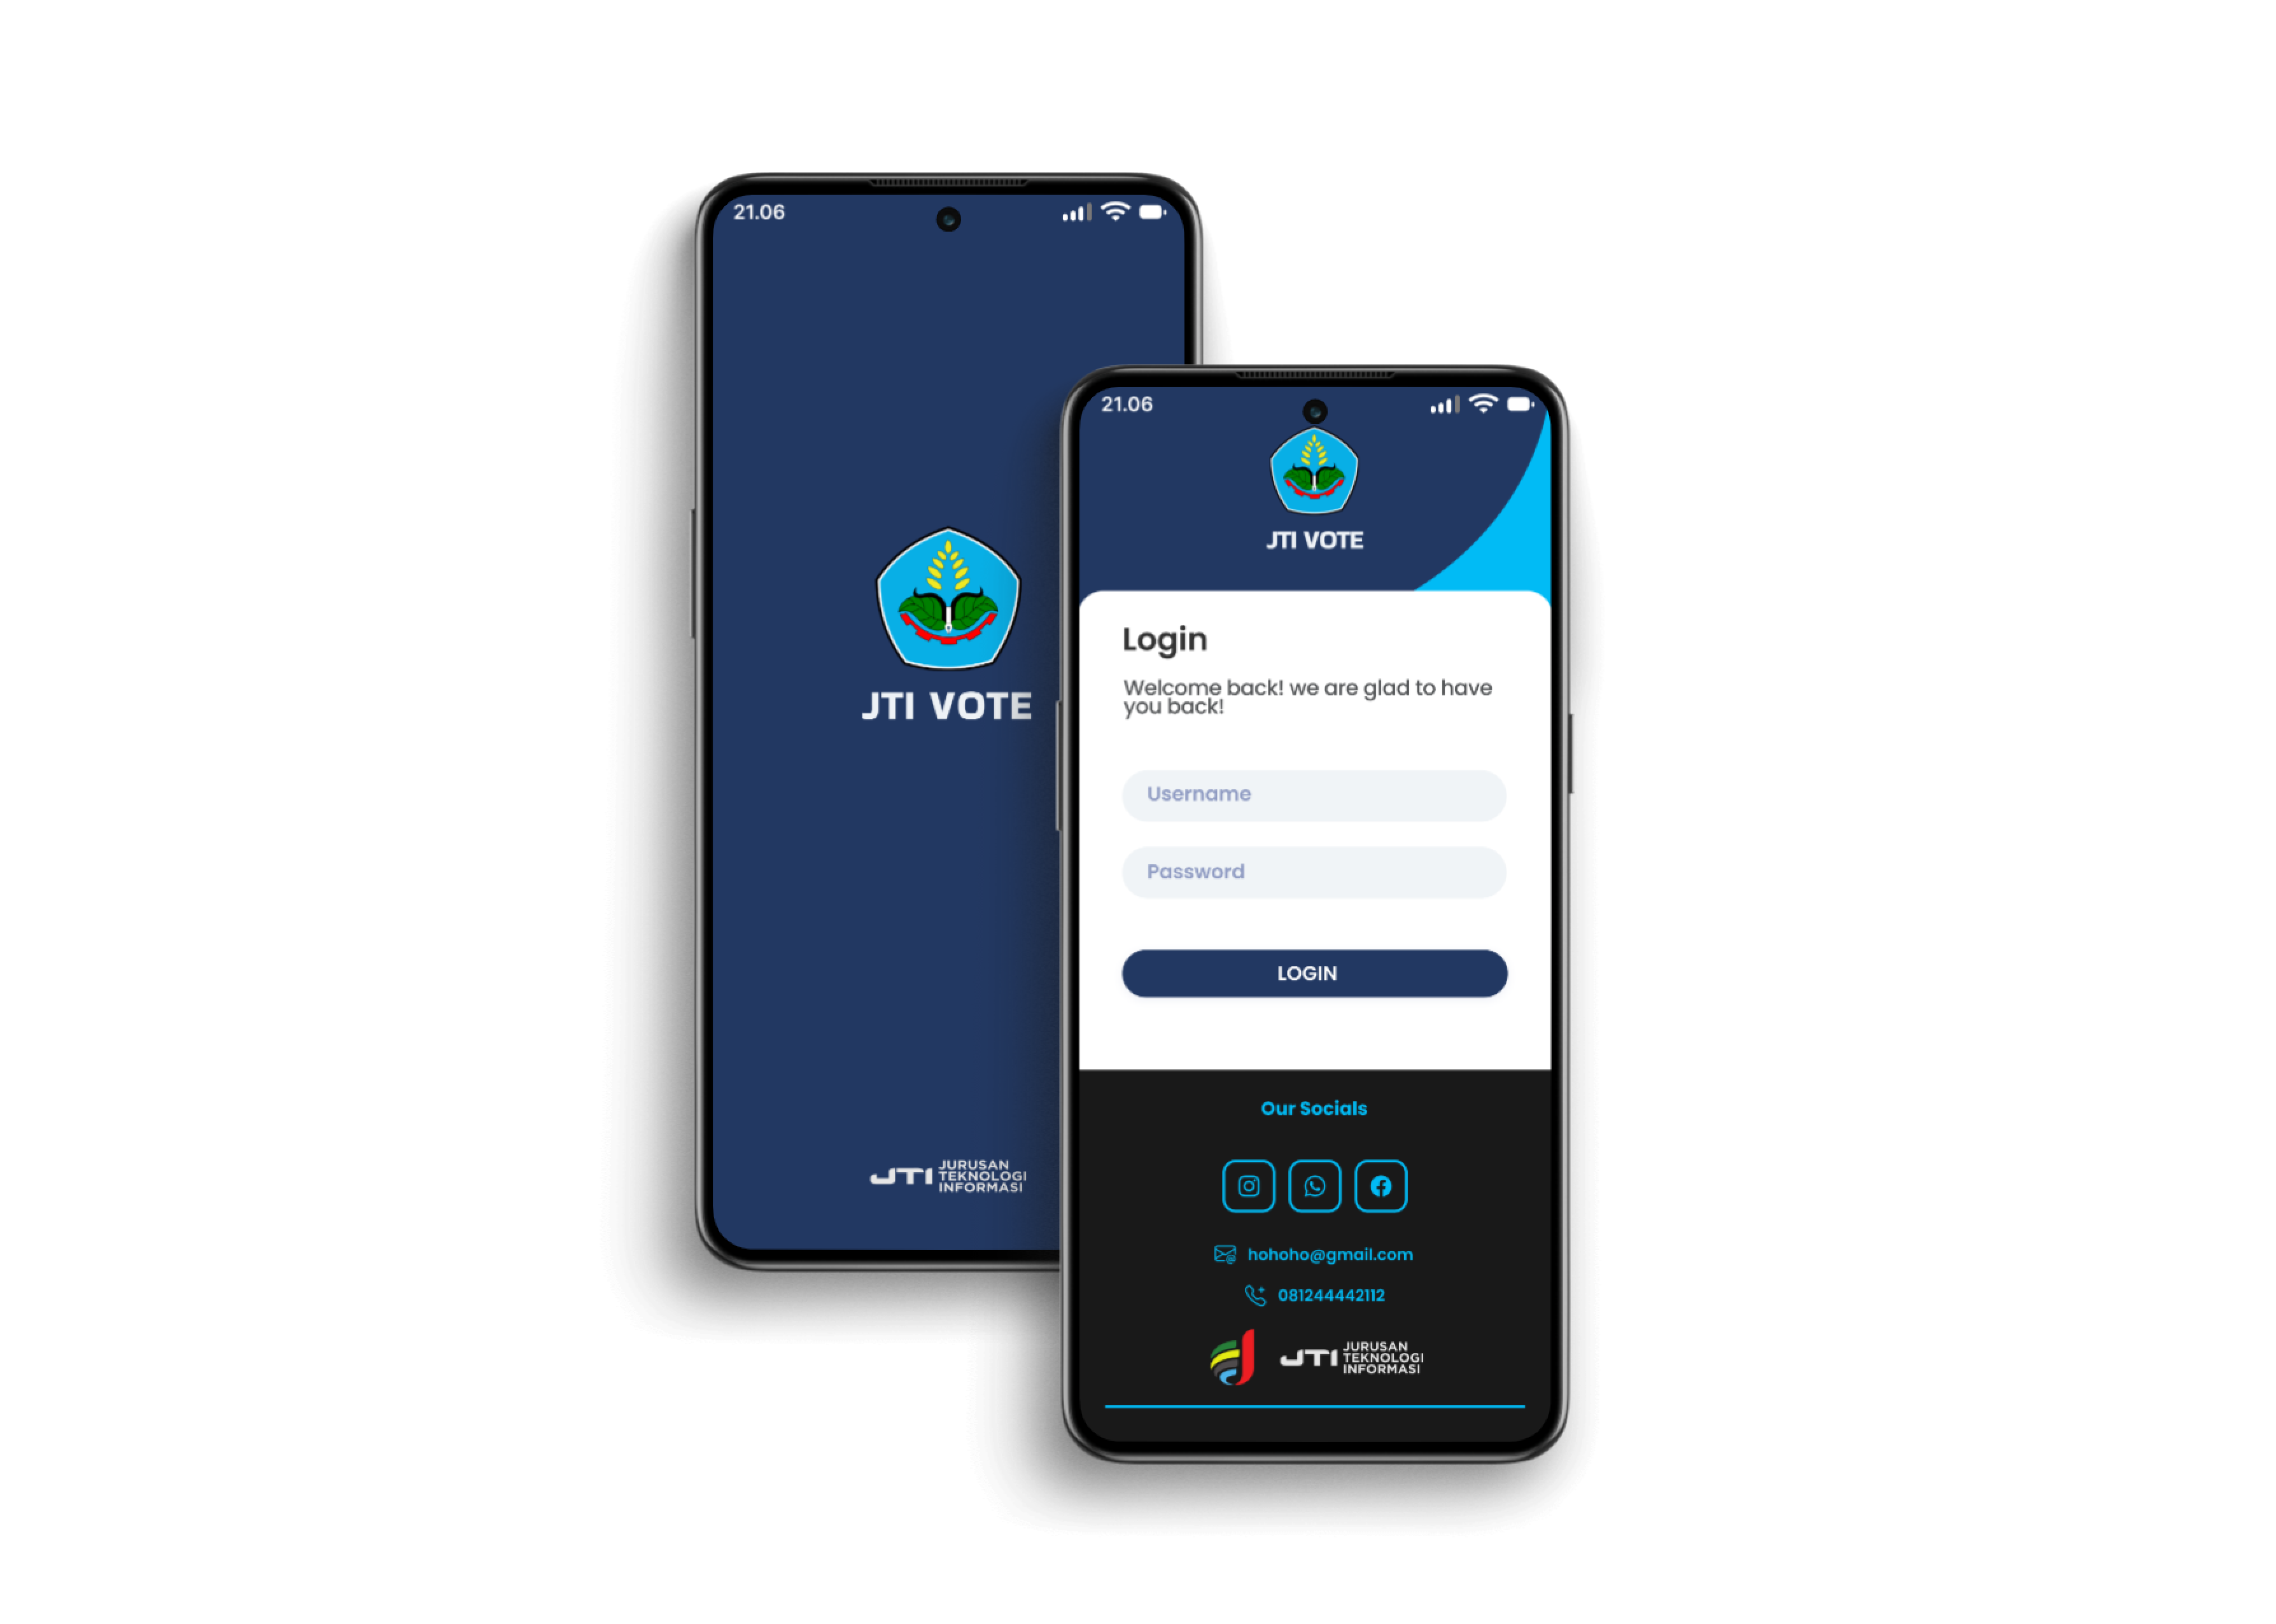 21.06
JTI VOTE
JTI JURUSAN
TEKNOLOGI
INFORMASI
21.06
JTI VOTE
Login
Welcome back! we are glad to have
you back!
Username
Password
LOGIN
Our Socials
hohoho@gmail.com
081244442112
JTI JURUSAN
TEKNOLOGI
INFORMASI